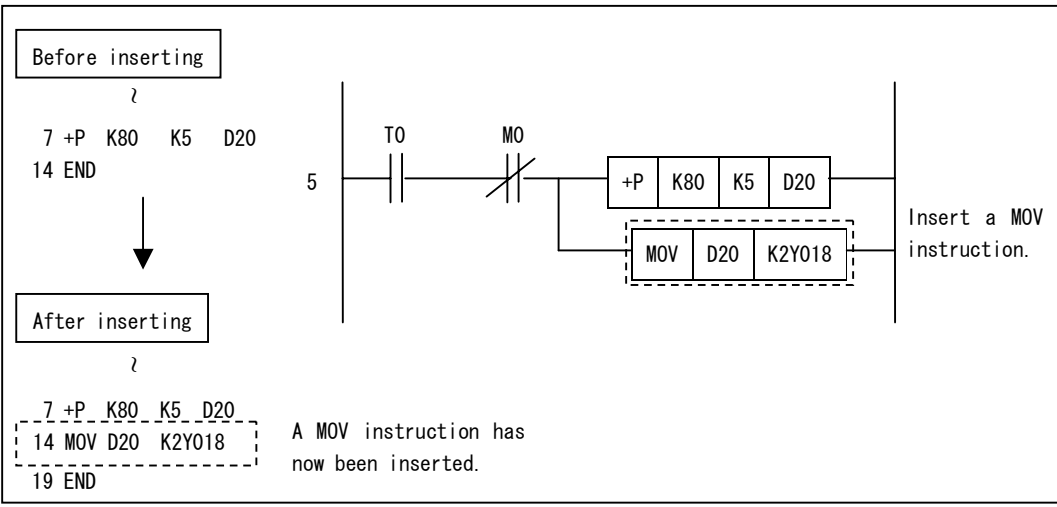 Before inserting
~
7 +P K80 K5 D20
14 END
After inserting
~
7 +P K80 K5 D20
14 MOV D20 K2Y018
19 END
A MOV instruction has
now been inserted.
T0 M0
5 +P K80 K5 D20
MOV D20 K2Y018
Insert a MOV
instruction.